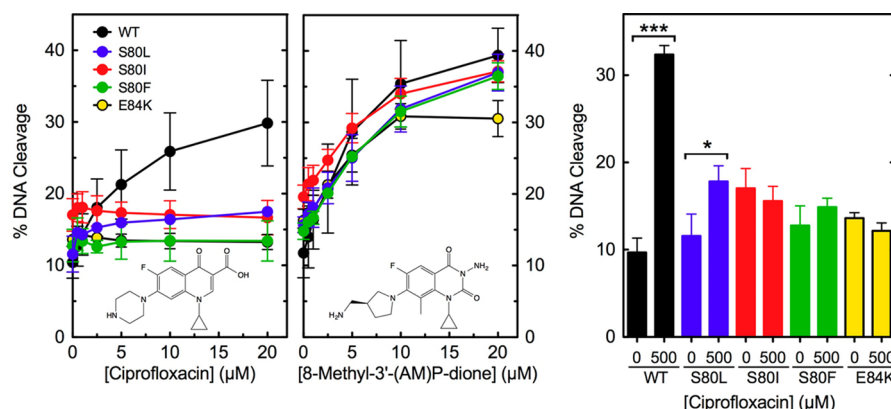 WT
S80L
S80I
S80F
E84K
% DNA Cleavage
40
30
20
10
0
F
O
O
OH
N
N
HN
0
5
10
15
20
[Ciprofloxacin] (µM)
40
30
20
10
0
% DNA Cleavage
F
O
N
NH2
N
N
O
H2N
0
5
10
15
20
[8-Methyl-3'-(AM)P-dione] (µM)
% DNA Cleavage
30
20
10
0
***
*
0 500 0 500 0 500 0 500 0 500
WT S80L S80I S80F E84K
[Ciprofloxacin] (µM)